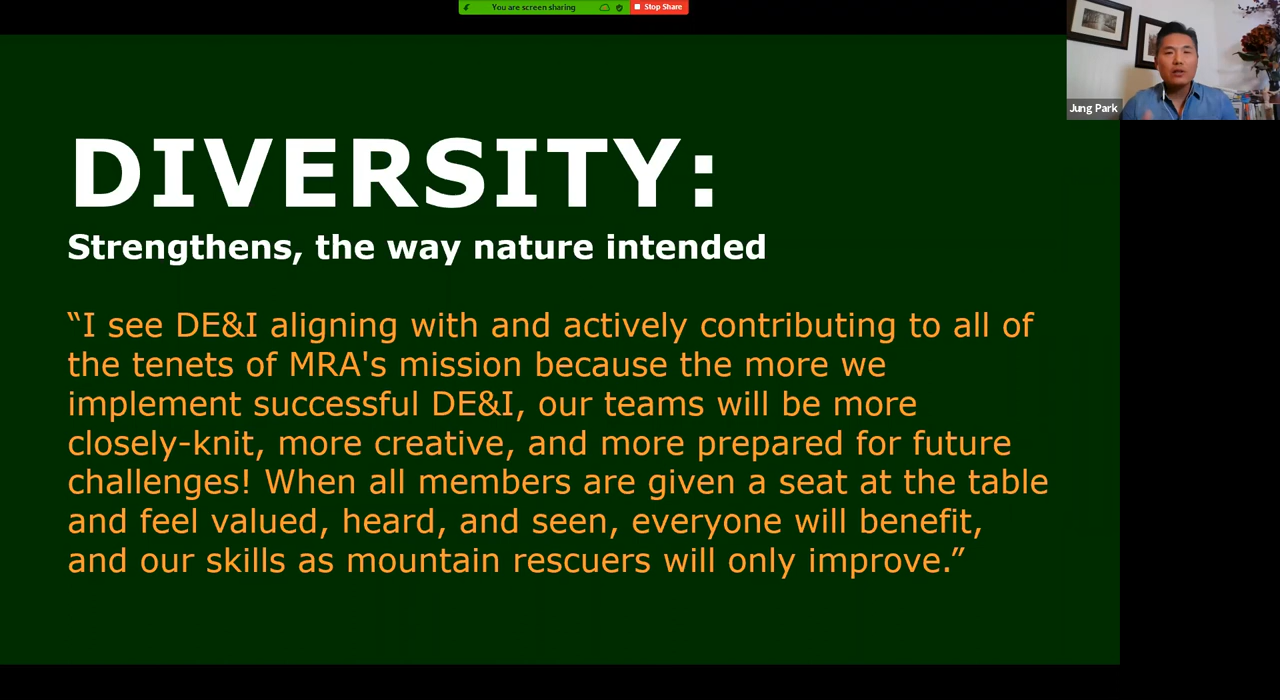 You are screen sharing
Stop Share
Jung Park
DIVERSITY:
Strengthens, the way nature intended
“I see DE&I aligning with and actively contributing to all of
the tenets of MRA's mission because the more we
implement successful DE&I, our teams will be more
closely-knit, more creative, and more prepared for future
challenges! When all members are given a seat at the table
and feel valued, heard, and seen, everyone will benefit,
and our skills as mountain rescuers will only improve.”